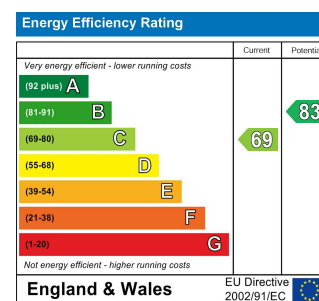 Energy Efficiency Rating
Current Potentia
Very energy efficient - lower running costs
(92 plus) A
(81-91) B
83
(69-80) C
69
(55-68) D
(39-54) E
(21-38) F
(1-20) G
Not energy efficient - higher running costs
England & Wales
EU Directive
2002/91/EC